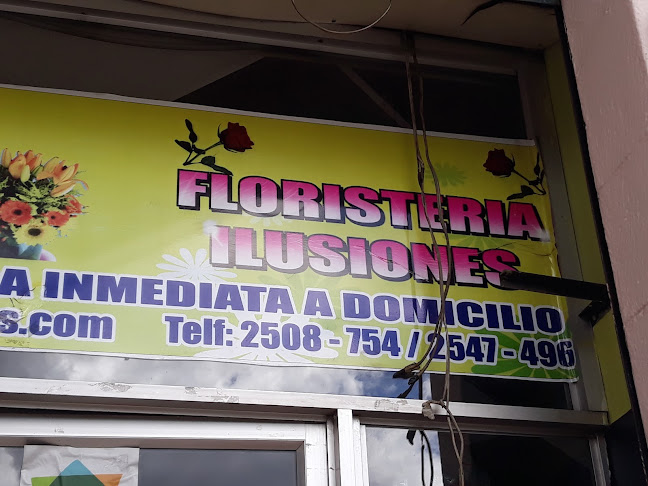 FLORISTERIA
ILUSIONES
A INMEDIATA A DOMICILIO
s.com Telf: 2508 - 754 / 2547 - 496